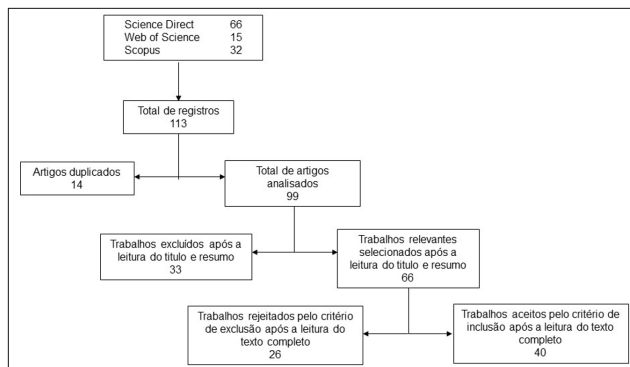 Science Direct 66
Web of Science 15
Scopus 32
Total de registros
113
Artigos duplicados
14
Total de artigos
analisados
99
Trabalhos excluídos após a
leitura do titulo e resumo
33
Trabalhos relevantes
selecionados após a
leitura do titulo e resumo
66
Trabalhos rejeitados pelo critério
de exclusão após a leitura do
texto completo
26
Trabalhos aceitos pelo critério de
inclusão após a leitura do texto
completo
40